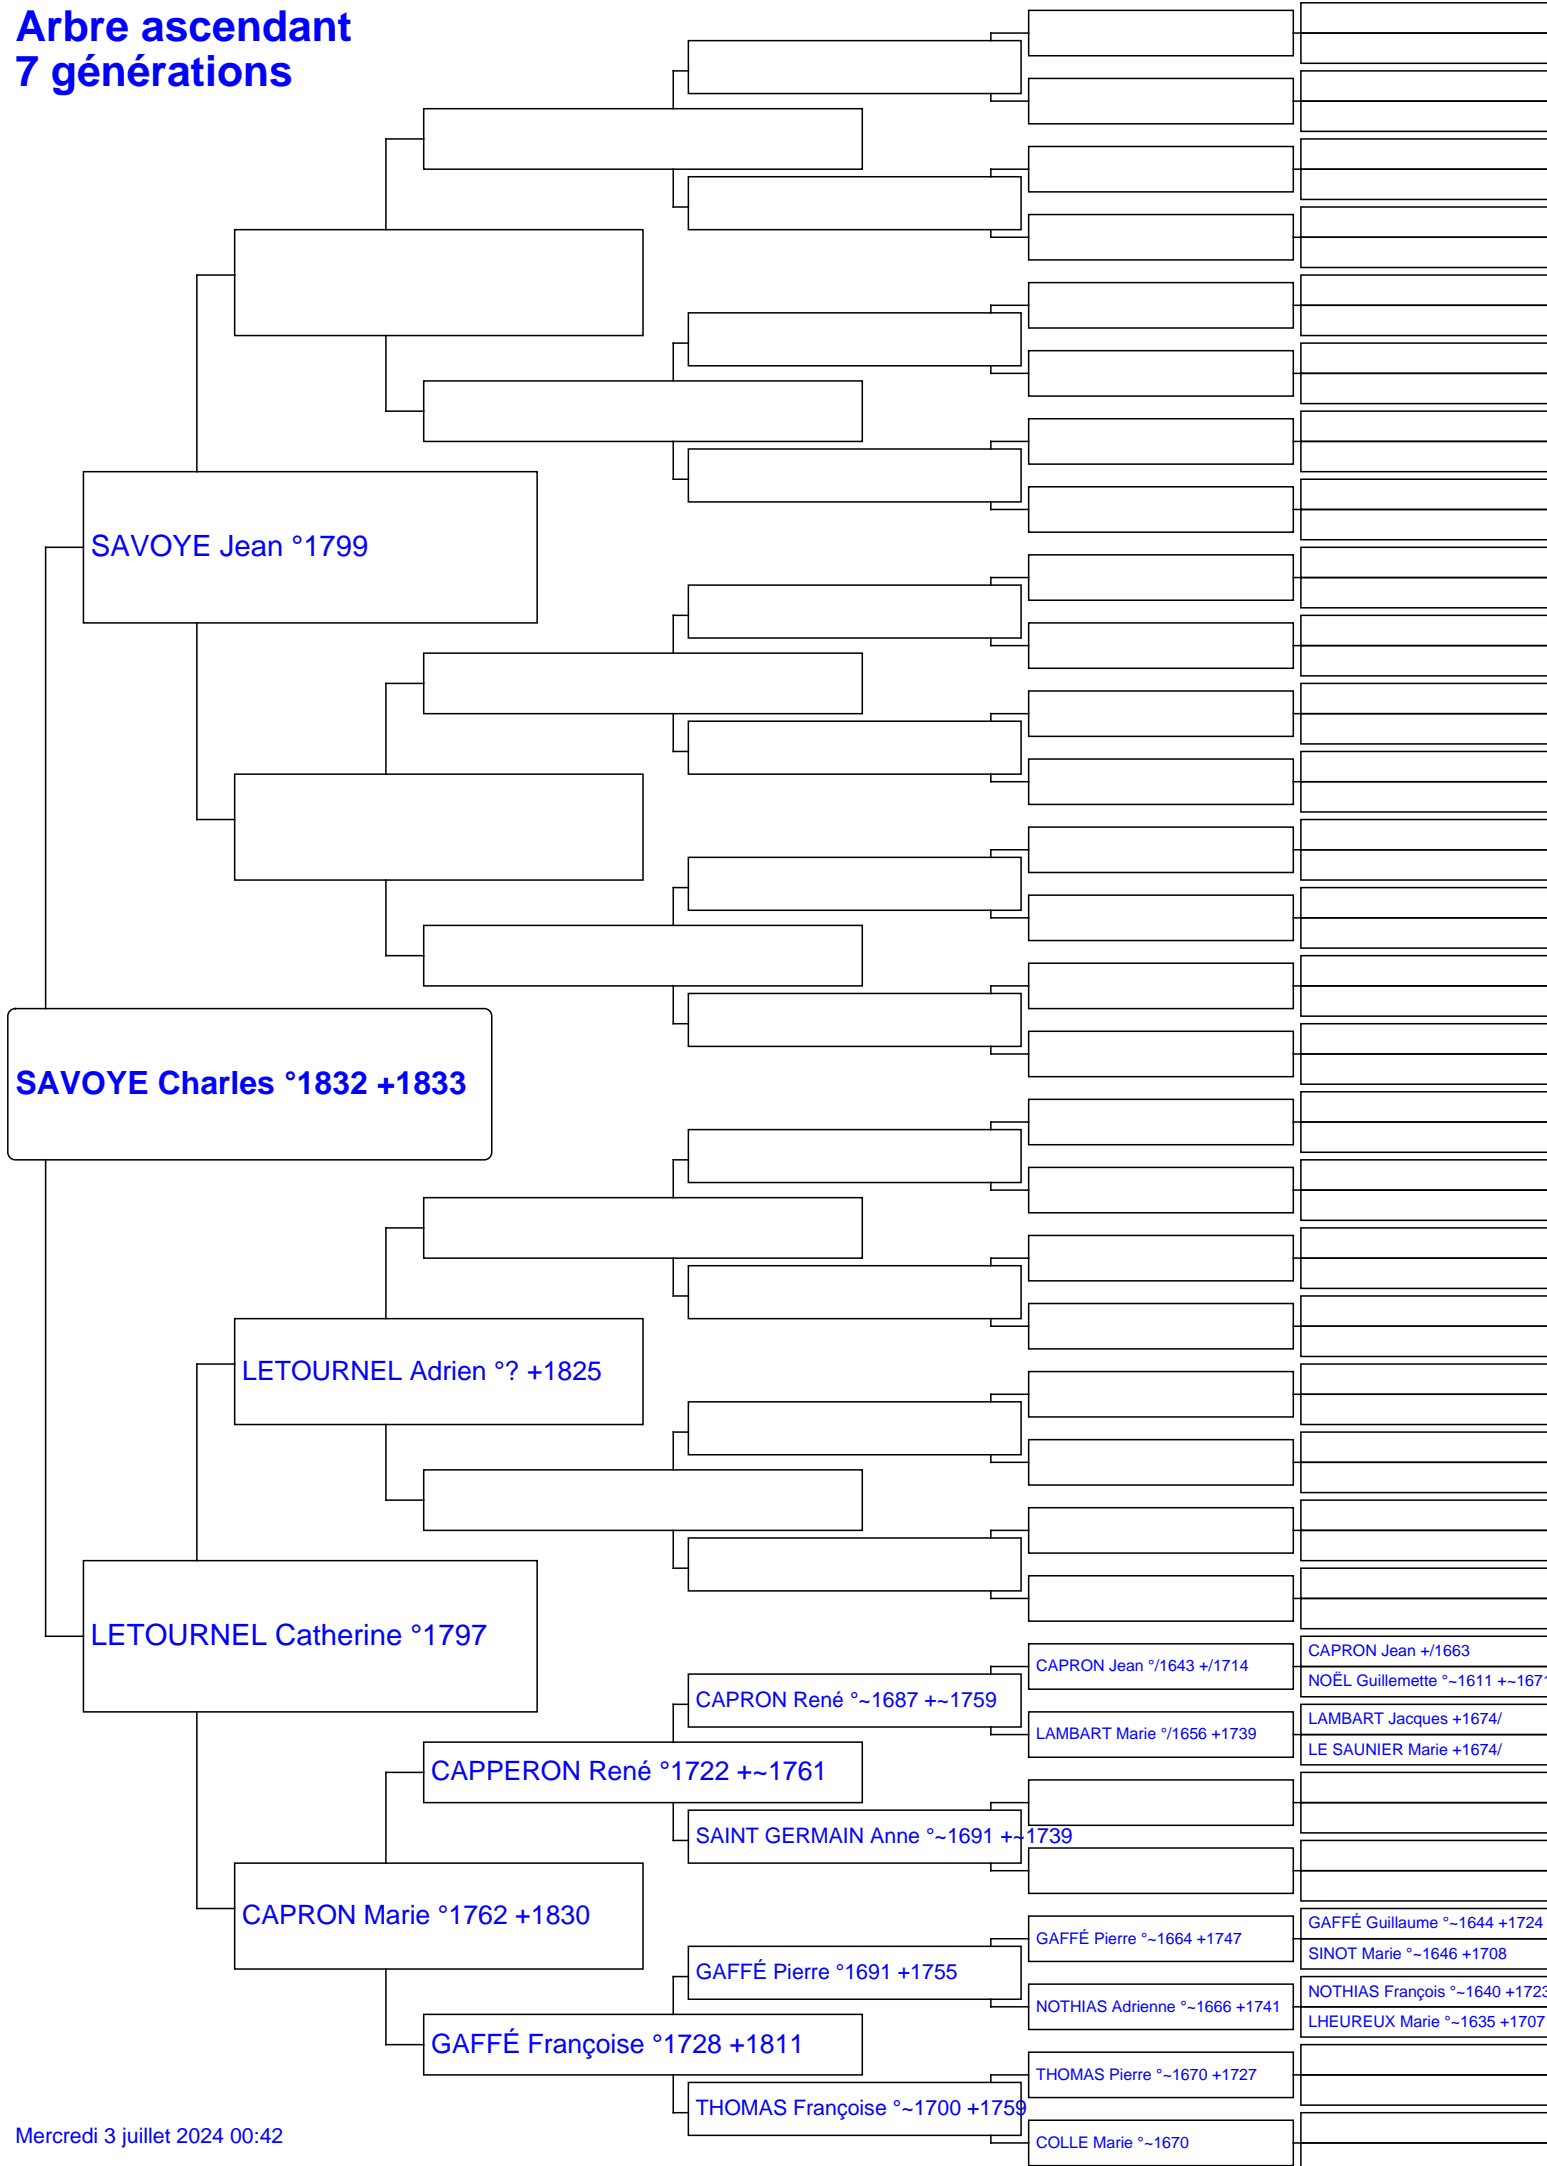 Arbre ascendant
7 générations
SAVOYE Jean °1799
SAVOYE Charles °1832 +1833
LETOURNEL Adrien °? +1825
LETOURNEL Catherine °1797
CAPRON Jean °/1643 +/1714
CAPRON Jean +/1663
NOËL Guillemette °~1611 +~1671
CAPRON René °~1687 +~1759
LAMBART Marie °/1656 +1739
LAMBART Jacques +1674/
LE SAUNIER Marie +1674/
CAPPERON René °1722 +~1761
SAINT GERMAIN Anne °~1691 +~1739
CAPRON Marie °1762 +1830
GAFFÉ Pierre °~1664 +1747
GAFFÉ Guillaume °~1644 +1724
SINOT Marie °~1646 +1708
GAFFÉ Pierre °1691 +1755
NOTHIAS Adrienne °~1666 +1741
NOTHIAS François °~1640 +1723
LHEUREUX Marie °~1635 +1707
GAFFÉ Françoise °1728 +1811
THOMAS Pierre °~1670 +1727
THOMAS Françoise °~1700 +1759
COLLE Marie °~1670
Mercredi 3 juillet 2024 00:42